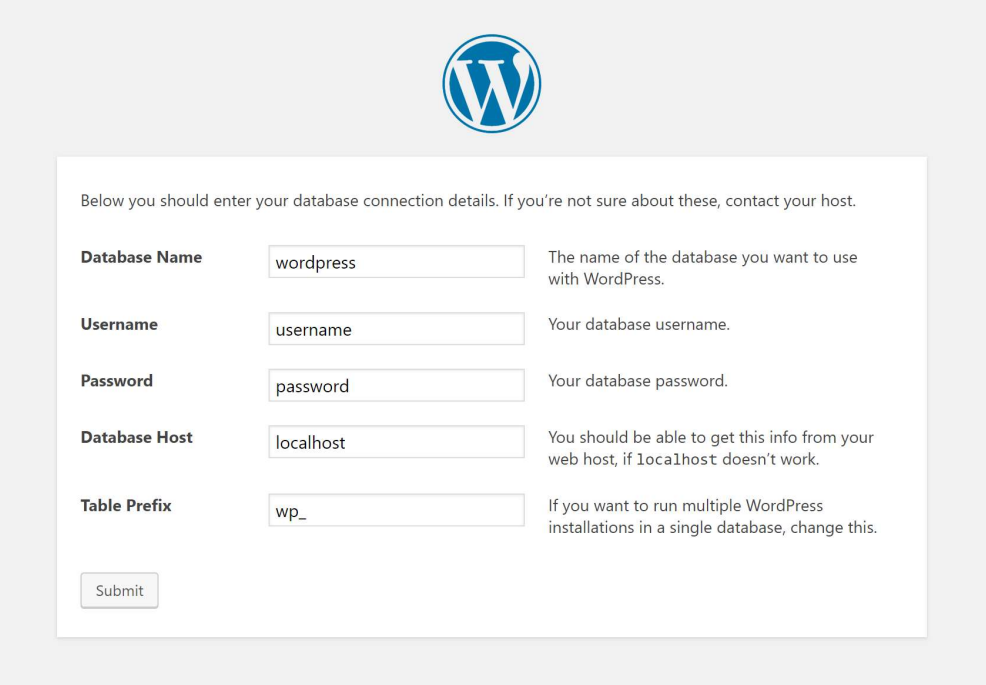 Below you should enter your database connection details. If you’re not sure about these, contact your host.
Database Name
wordpress
The name of the database you want to use
with WordPress.
Username
username
Your database username.
Password
password
Your database password.
Database Host
localhost
You should be able to get this info from your
web host, if localhost doesn’t work.
Table Prefix
wp_
If you want to run multiple WordPress
installations in a single database, change this.
Submit